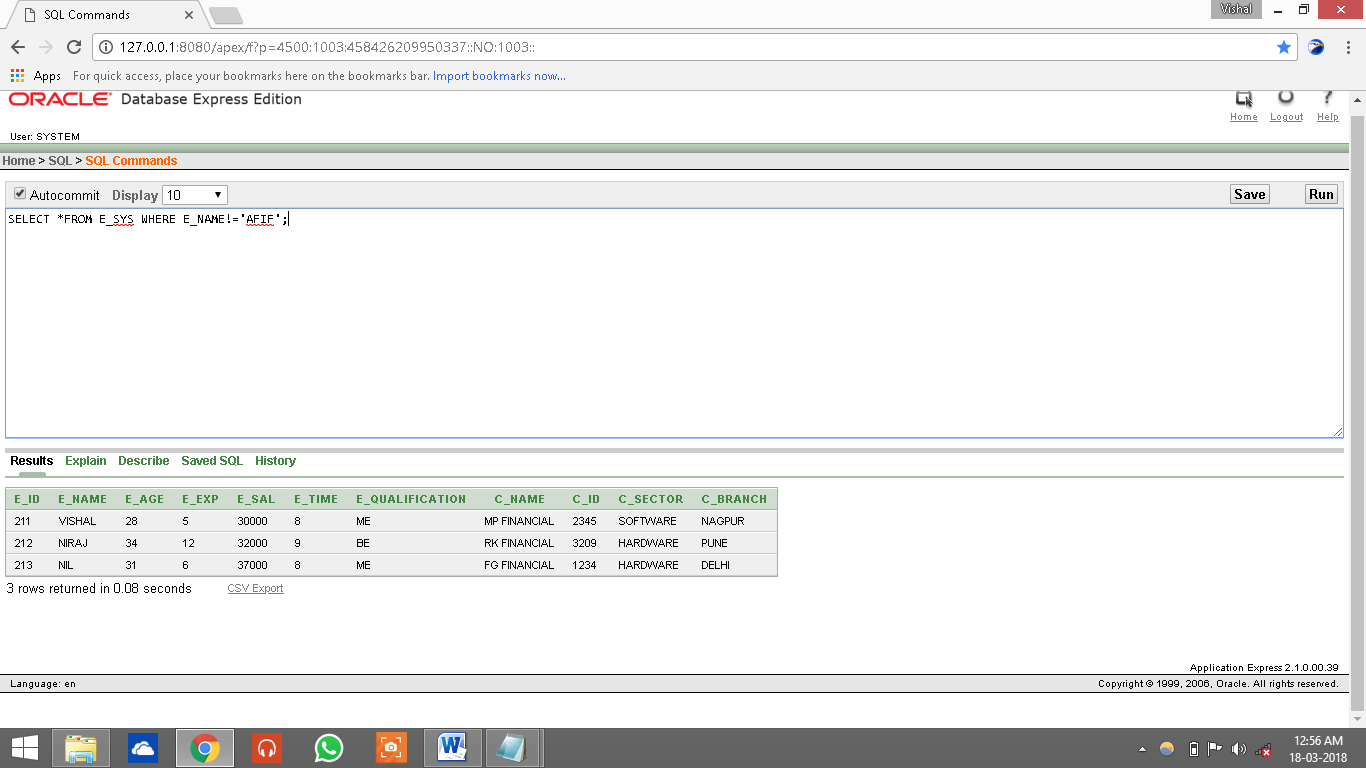 SQL Commands
Vishal
127.0.0.1:8080/apex/f?p=4500:1003:458426209950337::NO:1003::
Apps For quick access, place your bookmarks here on the bookmarks bar. Import bookmarks now...
ORACLE Database Express Edition
Home Logout Help
User: SYSTEM
Home > SQL > SQL Commands
Autocommit Display 10 Save Run
SELECT *FROM E_SYS WHERE E_NAME!='AFIF';
Results Explain Describe Saved SQL History
E_ID E_NAME E_AGE E_EXP E_SAL E_TIME E_QUALIFICATION C_NAME C_ID C_SECTOR C_BRANCH
211 VISHAL 28 5 30000 8 ME MP FINANCIAL 2345 SOFTWARE NAGPUR
212 NIRAJ 34 12 32000 9 BE RK FINANCIAL 3209 HARDWARE PUNE
213 NIL 31 6 37000 8 ME FG FINANCIAL 1234 HARDWARE DELHI
3 rows returned in 0.08 seconds CSV Export
Application Express 2.1.0.00.39
Language: en Copyright © 1999, 2006, Oracle. All rights reserved.
12:56 AM
18-03-2018